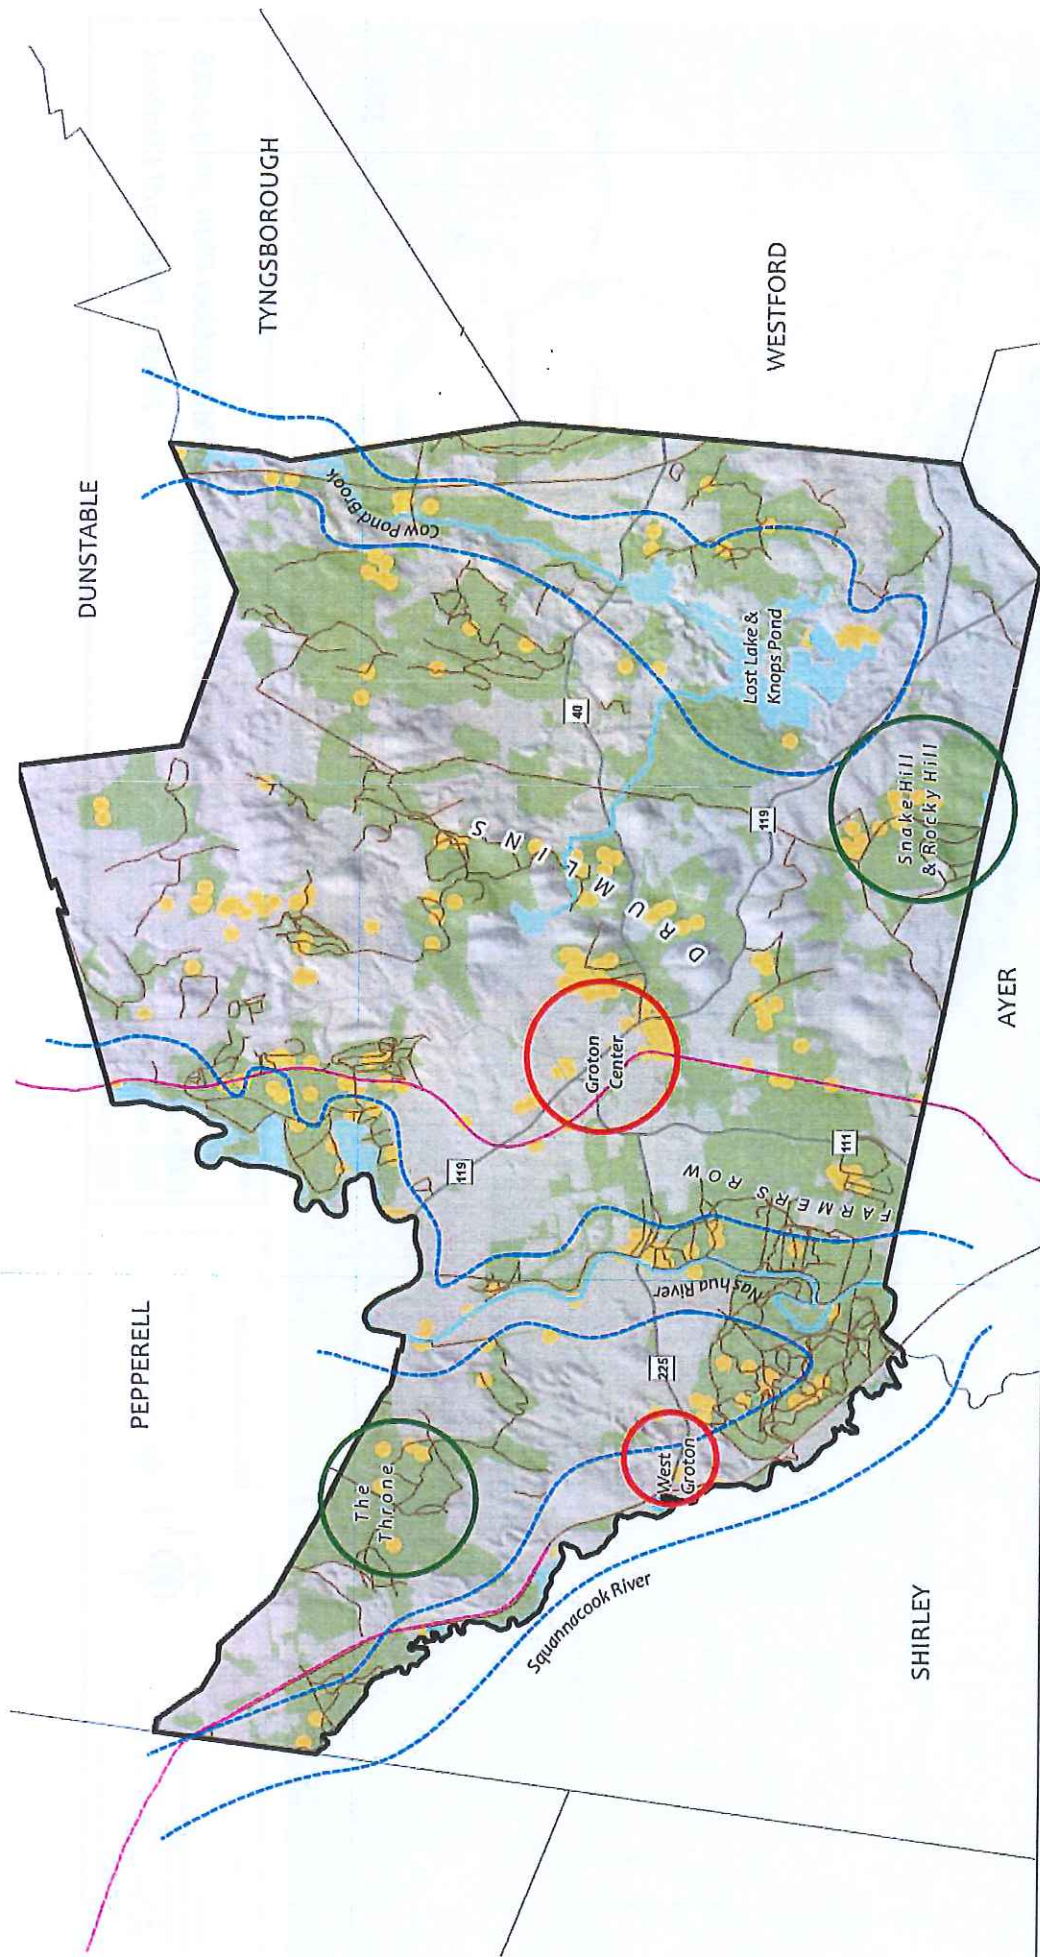 DUNSTABLE
TYNGSBOROUGH
WESTFORD
PEPPERELL
AYER
SHIRLEY
Cow Pond Brook
Lost Lake &
Knops Pond
40
119
DRUMLINS
Snake Hill
& Rocky Hill
Groton
Center
119
111
FARMERS ROW
Nashua River
225
West
Groton
The
Throne
Squannacook River